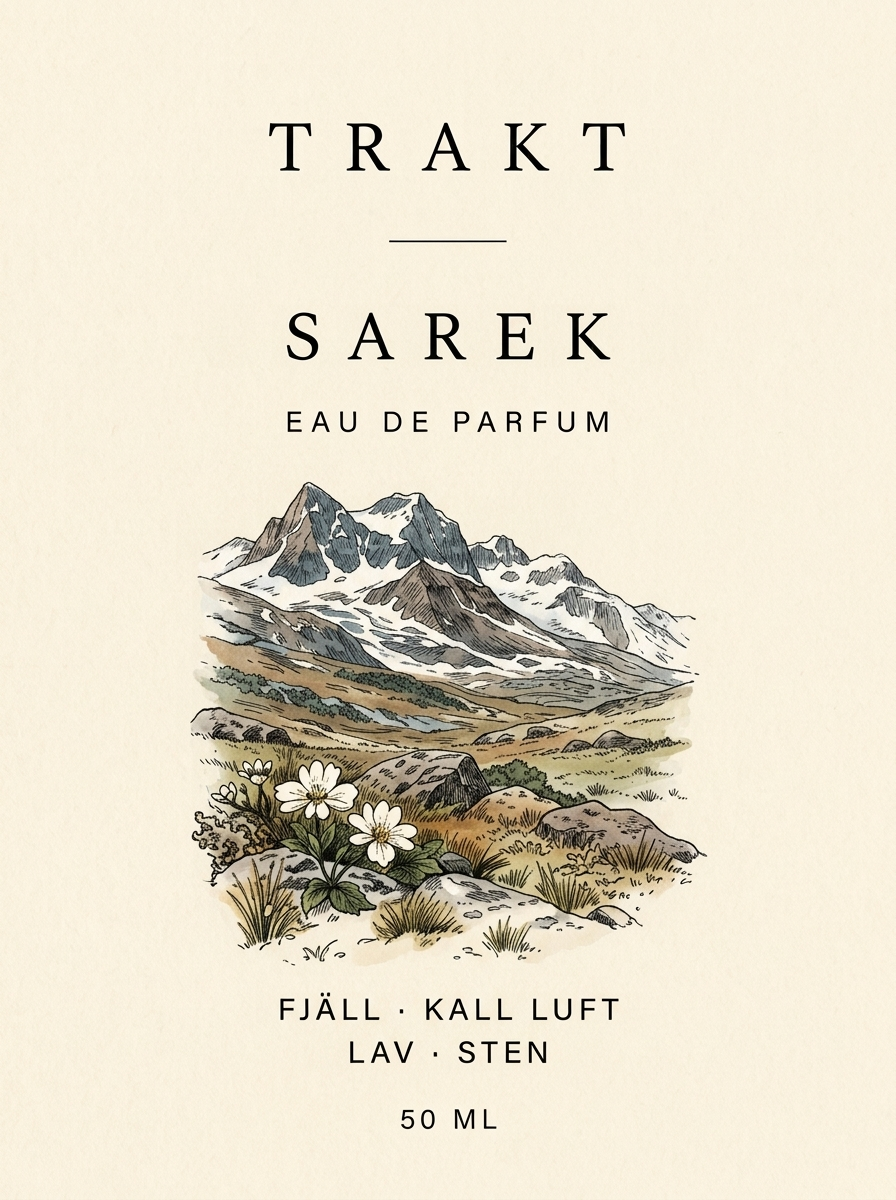 TRAKT
SAREK
EAU DE PARFUM
FJÄLL · KALL LUFT
LAV · STEN
50 ML